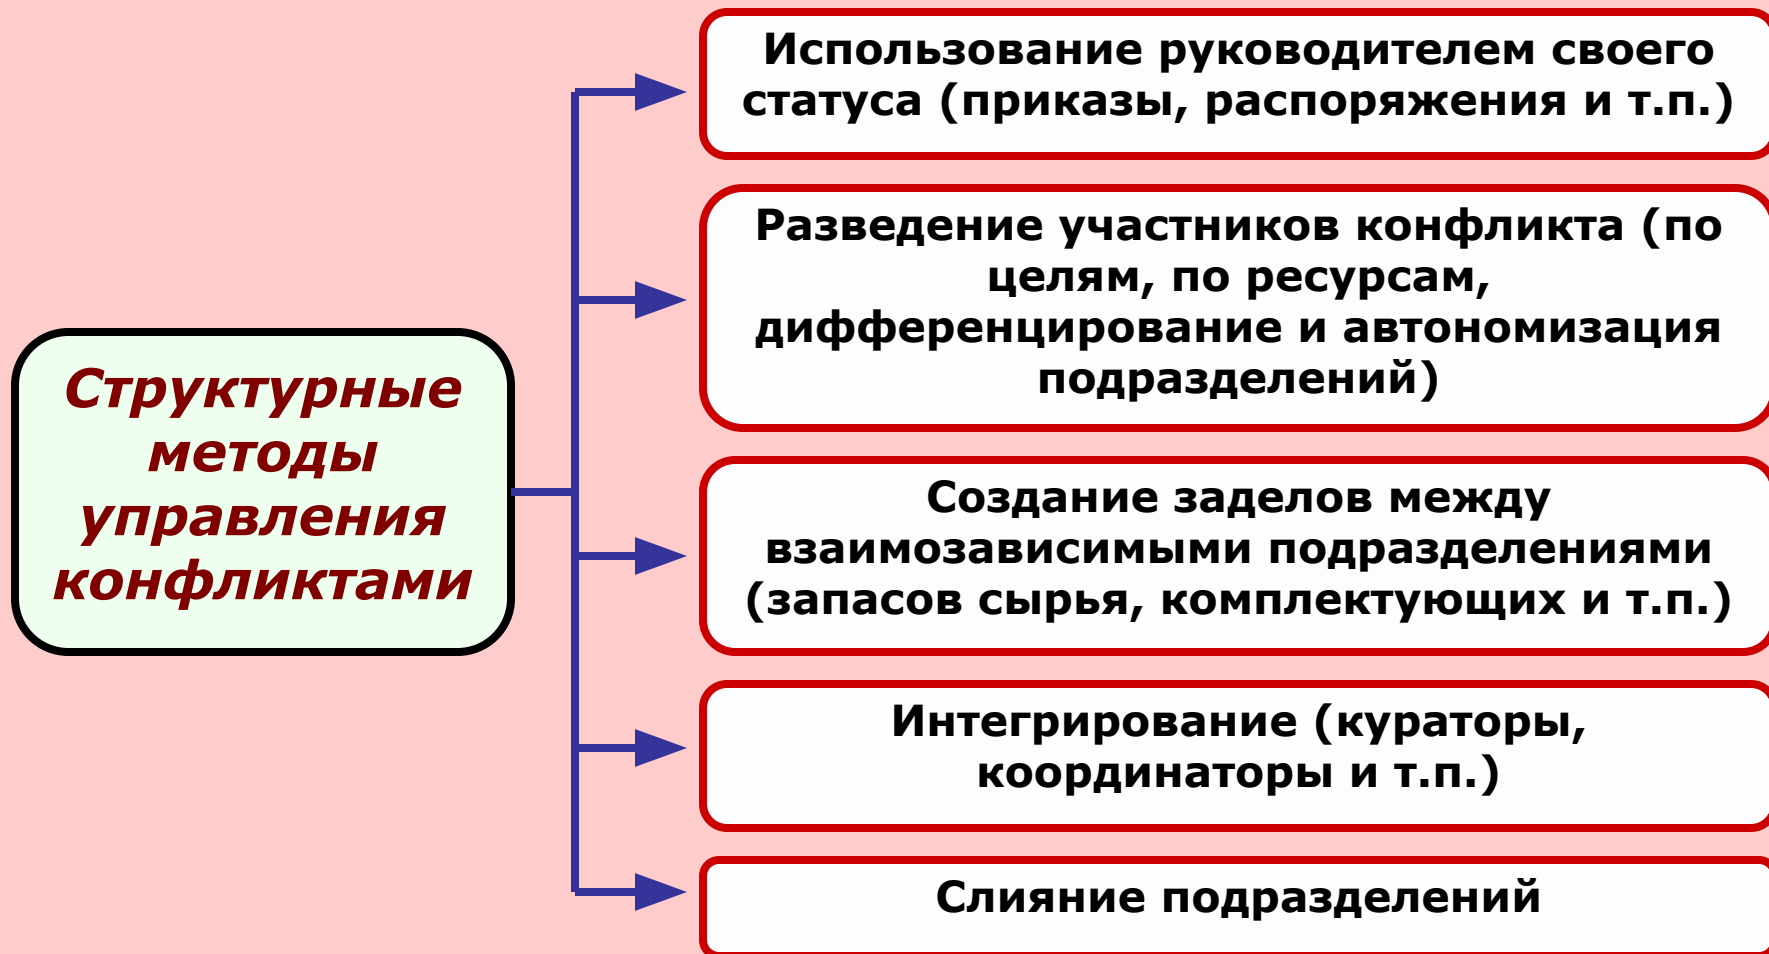 Структурные
методы
управления
конфликтами
Использование руководителем своего
статуса (приказы, распоряжения и т.п.)
Разведение участников конфликта (по
целям, по ресурсам,
дифференцирование и автономизация
подразделений)
Создание заделов между
взаимозависимыми подразделениями
(запасов сырья, комплектующих и т.п.)
Интегрирование (кураторы,
координаторы и т.п.)
Слияние подразделений